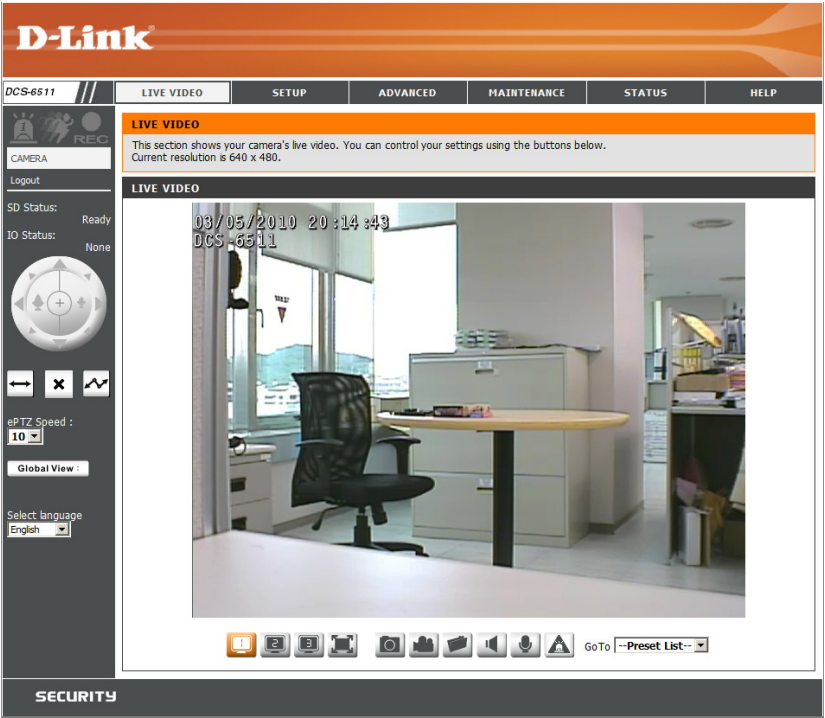 D-Link
DCS-6511
LIVE VIDEO
SETUP
ADVANCED
MAINTENANCE
STATUS
HELP
REC
CAMERA
Logout
SD Status:
Ready
IO Status:
None
ePTZ Speed :
10
Global View :
Select language
English
LIVE VIDEO
This section shows your camera's live video. You can control your settings using the buttons below.
Current resolution is 640 x 480.
LIVE VIDEO
03/05/2010 20:14:43
DCS-6511
1
2
3
GoTo --Preset List--
SECURITY